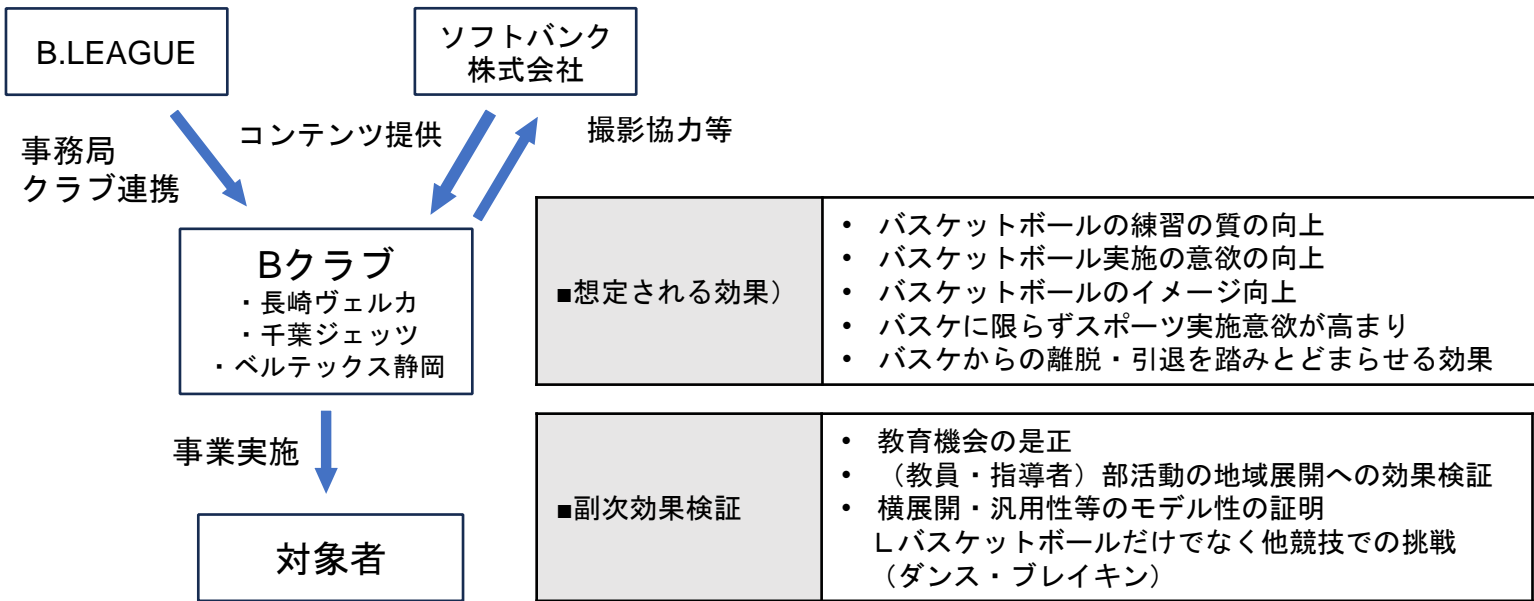 B.LEAGUE
ソフトバンク
株式会社
事務局
クラブ連携
コンテンツ提供
撮影協力等
Bクラブ
・長崎ヴェルカ
・千葉ジェッツ
・ベルテックス静岡
事業実施
対象者
■想定される効果）
• バスケットボールの練習の質の向上
• バスケットボール実施の意欲の向上
• バスケットボールのイメージ向上
• バスケに限らずスポーツ実施意欲が高まり
• バスケからの離脱・引退を踏みとどまらせる効果
■副次効果検証
• 教育機会の是正
• （教員・指導者）部活動の地域展開への効果検証
• 横展開・汎用性等のモデル性の証明
∟バスケットボールだけでなく他競技での挑戦
（ダンス・ブレイキン）